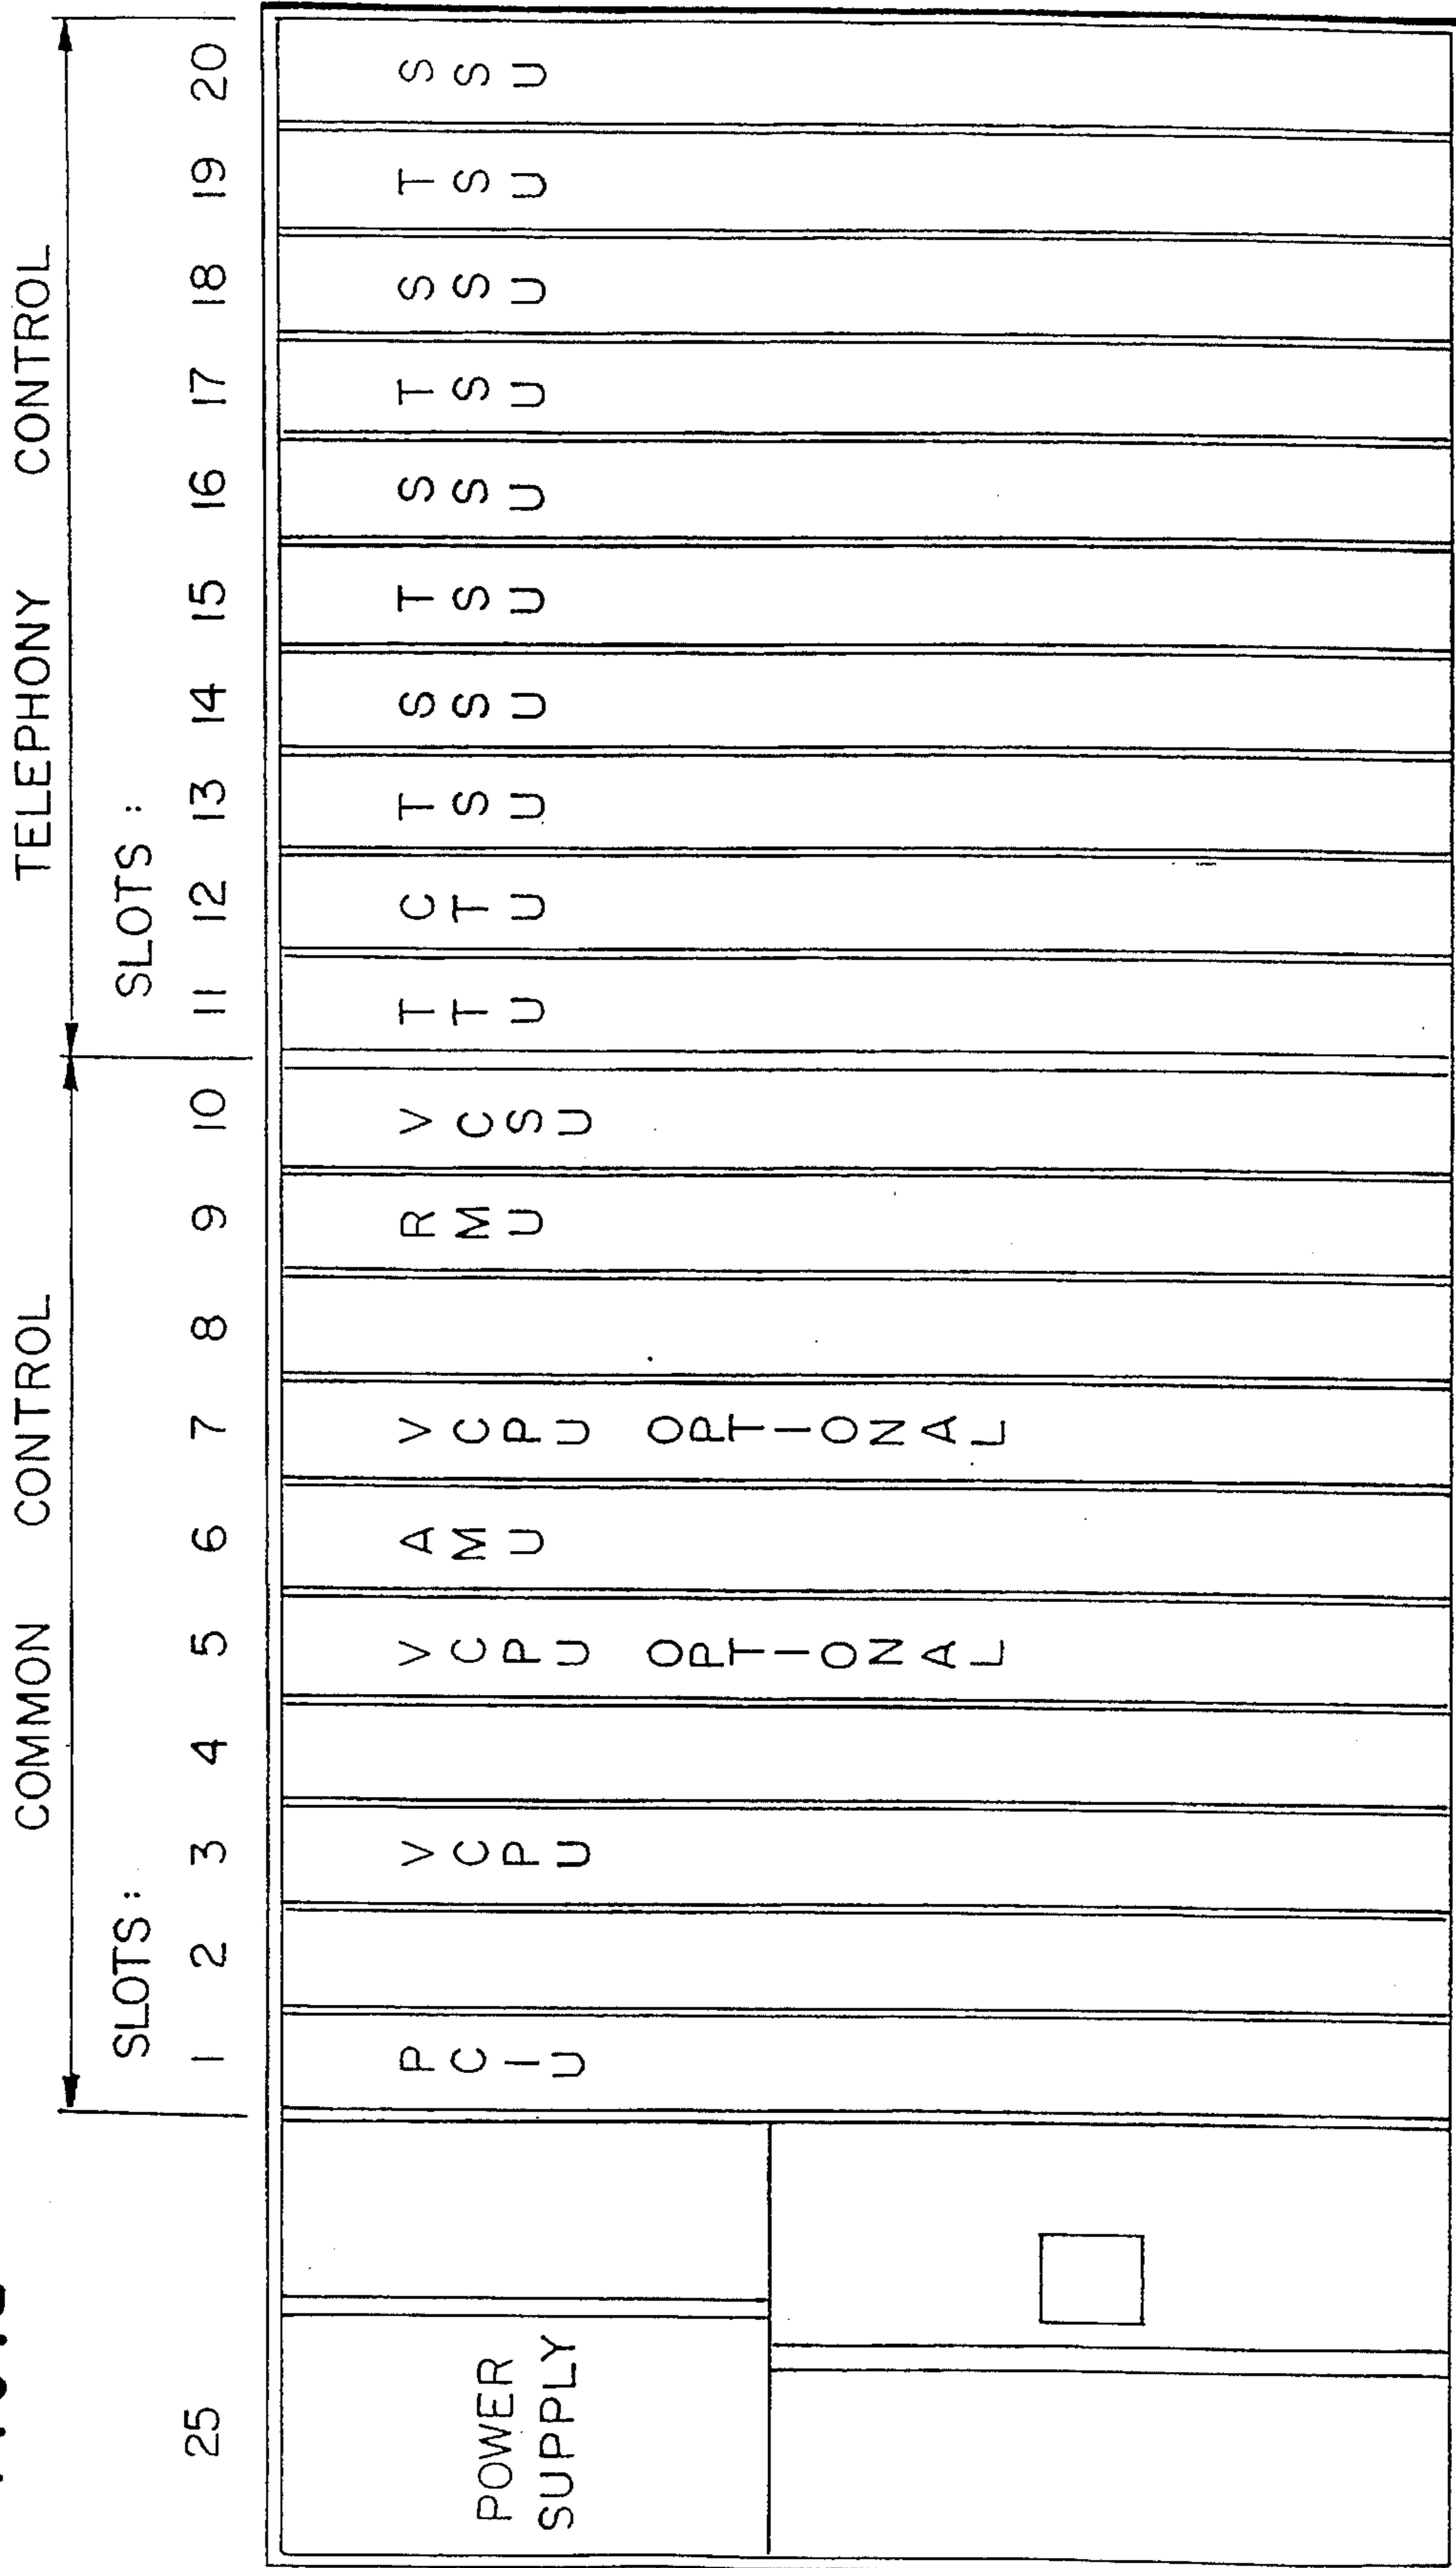 COMMON CONTROL
TELEPHONY CONTROL
SLOTS :
SLOTS :
25
1 2 3 4 5 6 7 8 9 10 11 12 13 14 15 16 17 18 19 20
POWER
SUPPLY
PCIU
VCPU
VCPU OPTIONAL
AMU
VCPU OPTIONAL
RMU
VCSU
TTU
CTU
TSU
SSU
TSU
SSU
TSU
SSU
TSU
SSU